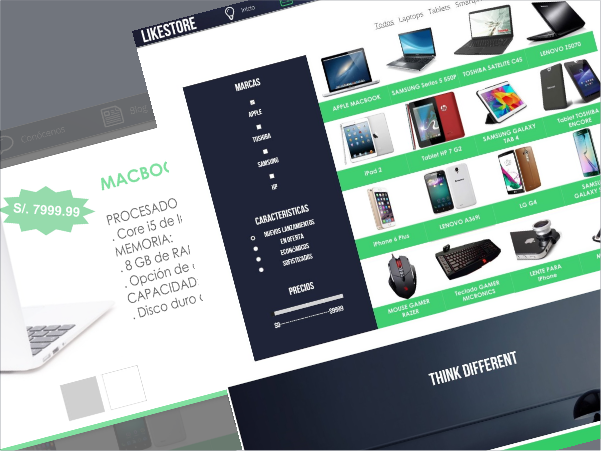 LIKESTORE
Inicio
Todos Laptops Tablets
MARCAS
APPLE
TOSHIBA
SAMSUNG
HP
CARACTERISTICAS
NUEVOS LANZAMIENTOS
EN OFERTA
ECONOMICOS
SOFISTICADOS
PRECIOS
$0
$9999
APPLE MACBOOK
SAMSUNG Series 5 550P
TOSHIBA SATELITE C45
LENOVO Z5070
iPad 2
Tablet HP 7 G2
SAMSUNG GALAXY
TAB 4
Tablet TOSHIBA
ENCORE
iPhone 6 Plus
LENOVO A369i
LG G4
GALAXY S
MOUSE GAMER
RAZER
Teclado GAMER
MICRONICS
LENTE PARA
iPhone
Conócenos
Blog
MACBOO
S/. 7999.99
PROCESADO
. Core i5 de
MEMORIA:
. 8 GB de RA
. Opción de
CAPACIDAD
. Disco duro
THINK DIFFERENT